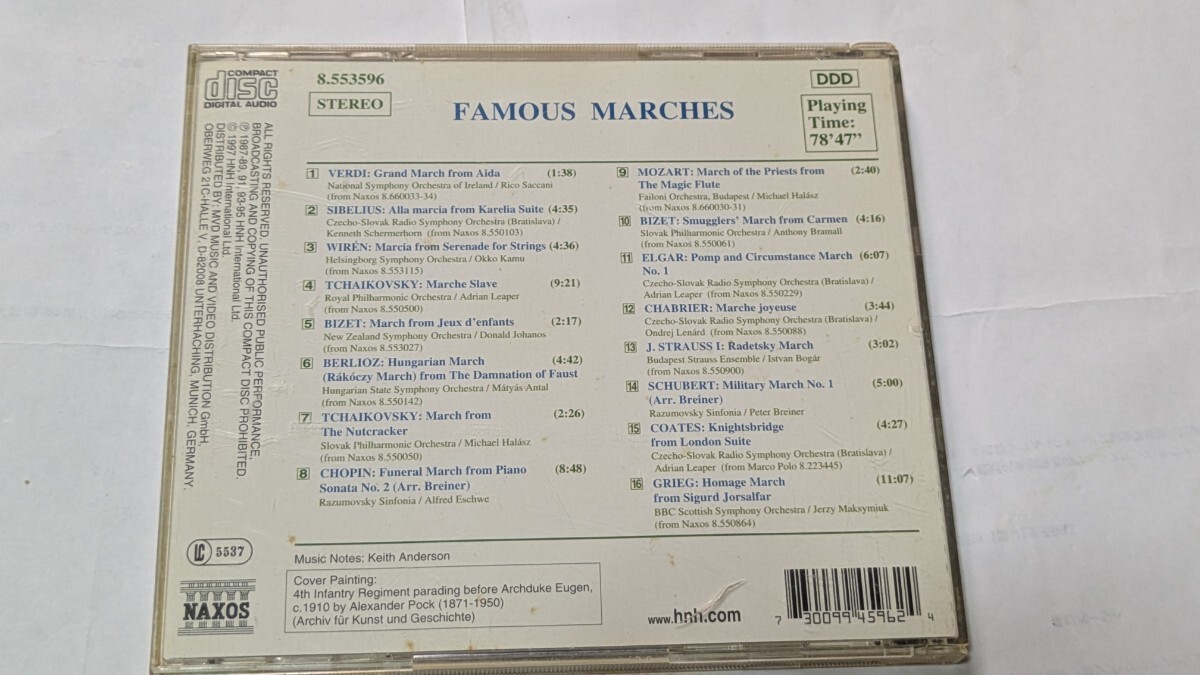 COMPACT
disc
DIGITAL AUDIO
8.553596
STEREO
FAMOUS MARCHES
DDD
Playing
Time:
78'47"
1 VERDI: Grand March from Aida (1:38)
National Symphony Orchestra of Ireland / Rico Saccani
(from Naxos 8.660033-34)
2 SIBELIUS: Alla marcia from Karelia Suite (4:35)
Czecho-Slovak Radio Symphony Orchestra (Bratislava) /
Kenneth Schermerhorn (from Naxos 8.550103)
3 WIRÉN: Marcia from Serenade for Strings (4:36)
Helsingborg Symphony Orchestra / Okko Kamu
(from Naxos 8.553115)
4 TCHAIKOVSKY: Marche Slave (9:21)
Royal Philharmonic Orchestra / Adrian Leaper
(from Naxos 8.550500)
5 BIZET: March from Jeux d'enfants (2:17)
New Zealand Symphony Orchestra / Donald Johanos
(from Naxos 8.553027)
6 BERLIOZ: Hungarian March (4:42)
(Rákóczy March) from The Damnation of Faust
Hungarian State Symphony Orchestra / Mátyás Antal
(from Naxos 8.550142)
7 TCHAIKOVSKY: March from (2:26)
The Nutcracker
Slovak Philharmonic Orchestra / Michael Halász
(from Naxos 8.550050)
8 CHOPIN: Funeral March from Piano (8:48)
Sonata No. 2 (Arr. Breiner)
Razumovsky Sinfonia / Alfred Eschwe
9 MOZART: March of the Priests from (2:40)
The Magic Flute
Failoni Orchestra, Budapest / Michael Halász
(from Naxos 8.660030-31)
10 BIZET: Smugglers' March from Carmen (4:16)
Slovak Philharmonic Orchestra / Anthony Bramall
(from Naxos 8.550061)
11 ELGAR: Pomp and Circumstance March (6:07)
No. 1
Czecho-Slovak Radio Symphony Orchestra (Bratislava) /
Adrian Leaper (from Naxos 8.550229)
12 CHABRIER: Marche joyeuse (3:44)
Czecho-Slovak Radio Symphony Orchestra (Bratislava) /
Ondrej Lenárd (from Naxos 8.550088)
13 J. STRAUSS I: Radetsky March (3:02)
Budapest Strauss Ensemble / Istvan Bogár
(from Naxos 8.550900)
14 SCHUBERT: Military March No. 1 (5:00)
(Arr. Breiner)
Razumovsky Sinfonia / Peter Breiner
15 COATES: Knightsbridge (4:27)
from London Suite
Czecho-Slovak Radio Symphony Orchestra (Bratislava) /
Adrian Leaper (from Marco Polo 8.223445)
16 GRIEG: Homage March (11:07)
from Sigurd Jorsalfar
BBC Scottish Symphony Orchestra / Jerzy Maksymiuk
(from Naxos 8.550864)
ALL RIGHTS RESERVED. UNAUTHORISED PUBLIC PERFORMANCE,
BROADCASTING AND COPYING OF THIS COMPACT DISC PROHIBITED.
℗ 1987-89, 91, 93-95 HNH International Ltd.
© 1997 HNH International Ltd.
DISTRIBUTED BY: MVD MUSIC AND VIDEO DISTRIBUTION GmbH,
OBERWEG 21C-HALLE V, D-82008 UNTERHACHING, MUNICH, GERMANY.
LC 5537
NAXOS
Music Notes: Keith Anderson
Cover Painting:
4th Infantry Regiment parading before Archduke Eugen,
c.1910 by Alexander Pock (1871-1950)
(Archiv für Kunst und Geschichte)
www.hnh.com
7 30099 45962 4